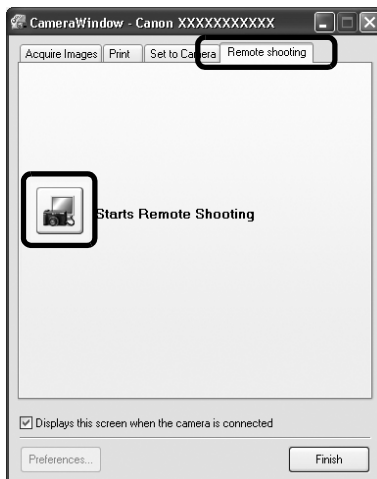 CameraWindow - Canon XXXXXXXXXXX
Acquire Images Print Set to Camera Remote shooting
Starts Remote Shooting
Displays this screen when the camera is connected
Preferences... Finish